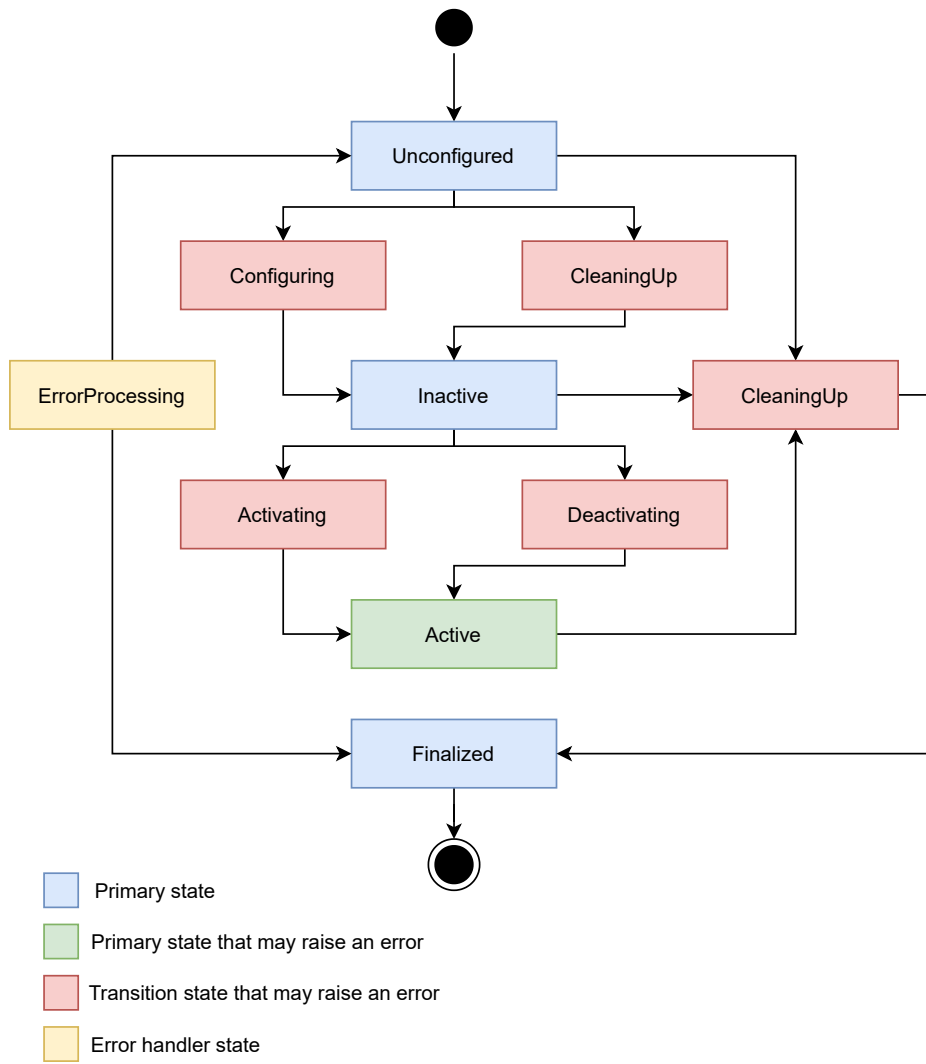 Unconfigured
Configuring
CleaningUp
ErrorProcessing
Inactive
CleaningUp
Activating
Deactivating
Active
Finalized
Primary state
Primary state that may raise an error
Transition state that may raise an error
Error handler state